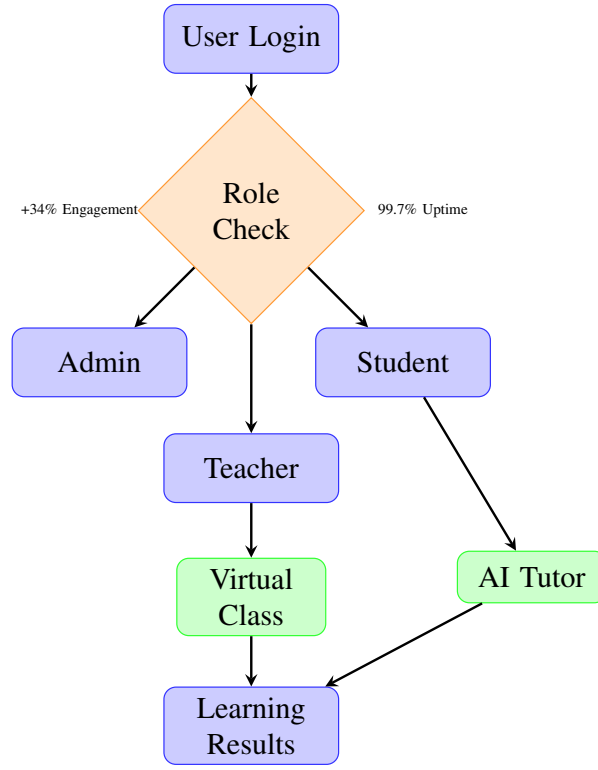 User Login
Role
Check
+34% Engagement
99.7% Uptime
Admin
Student
Teacher
Virtual
Class
AI Tutor
Learning
Results